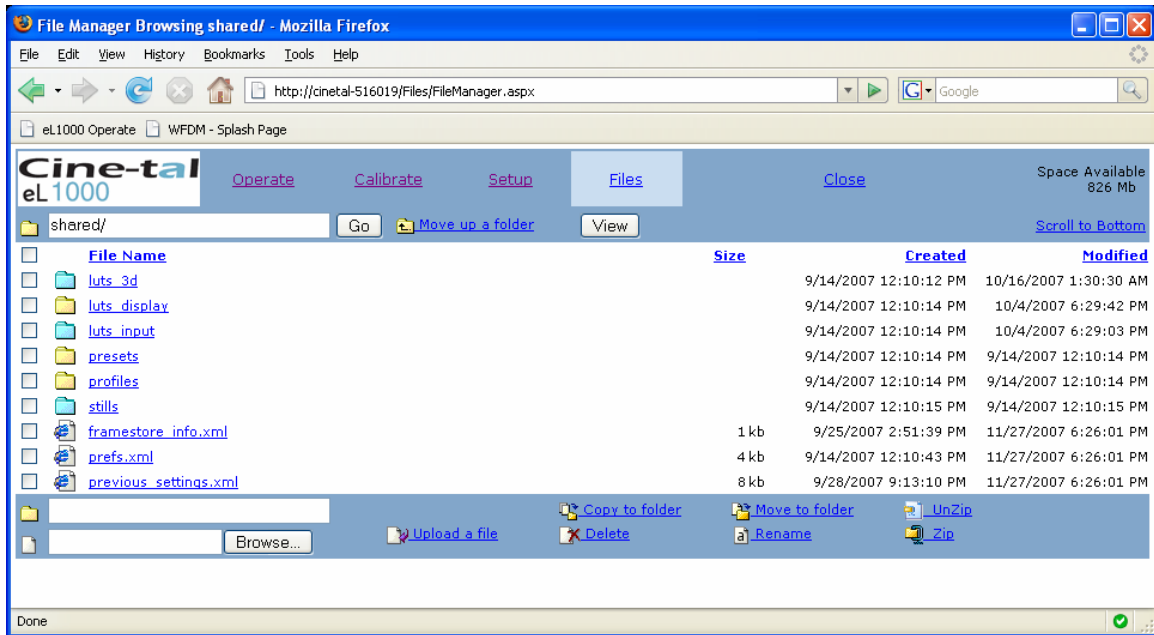 File Manager Browsing shared/ - Mozilla Firefox
File Edit View History Bookmarks Tools Help
http://cinetal-516019/Files/FileManager.aspx G Google
eL1000 Operate WFDM - Splash Page
Cine-tal
eL1000 Operate Calibrate Setup Files Close Space Available
826 Mb
shared/ Go Move up a folder View Scroll to Bottom
File Name Size Created Modified
luts_3d 9/14/2007 12:10:12 PM 10/16/2007 1:30:30 AM
luts_display 9/14/2007 12:10:14 PM 10/4/2007 6:29:42 PM
luts_input 9/14/2007 12:10:14 PM 10/4/2007 6:29:03 PM
presets 9/14/2007 12:10:14 PM 9/14/2007 12:10:14 PM
profiles 9/14/2007 12:10:14 PM 9/14/2007 12:10:14 PM
stills 9/14/2007 12:10:15 PM 9/14/2007 12:10:15 PM
framestore_info.xml 1 kb 9/25/2007 2:51:39 PM 11/27/2007 6:26:01 PM
prefs.xml 4 kb 9/14/2007 12:10:43 PM 11/27/2007 6:26:01 PM
previous_settings.xml 8 kb 9/28/2007 9:13:10 PM 11/27/2007 6:26:01 PM
Copy to folder Move to folder UnZip
Browse... Upload a file Delete Rename Zip
Done